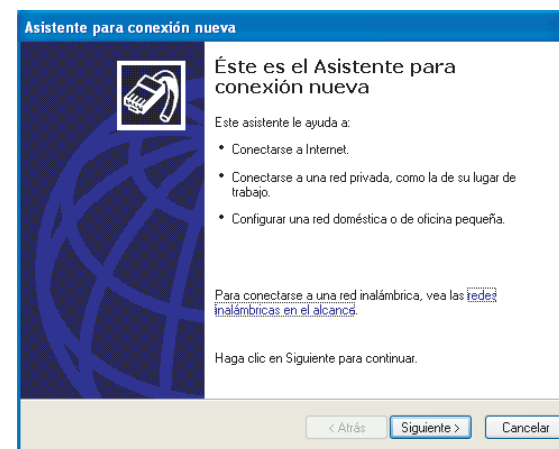 Asistente para conexión nueva
Éste es el Asistente para
conexión nueva
Este asistente le ayuda a:
• Conectarse a Internet.
• Conectarse a una red privada, como la de su lugar de
trabajo.
• Configurar una red doméstica o de oficina pequeña.
Para conectarse a una red inalámbrica, vea las redes
inalámbricas en el alcance.
Haga clic en Siguiente para continuar.
< Atrás Siguiente > Cancelar